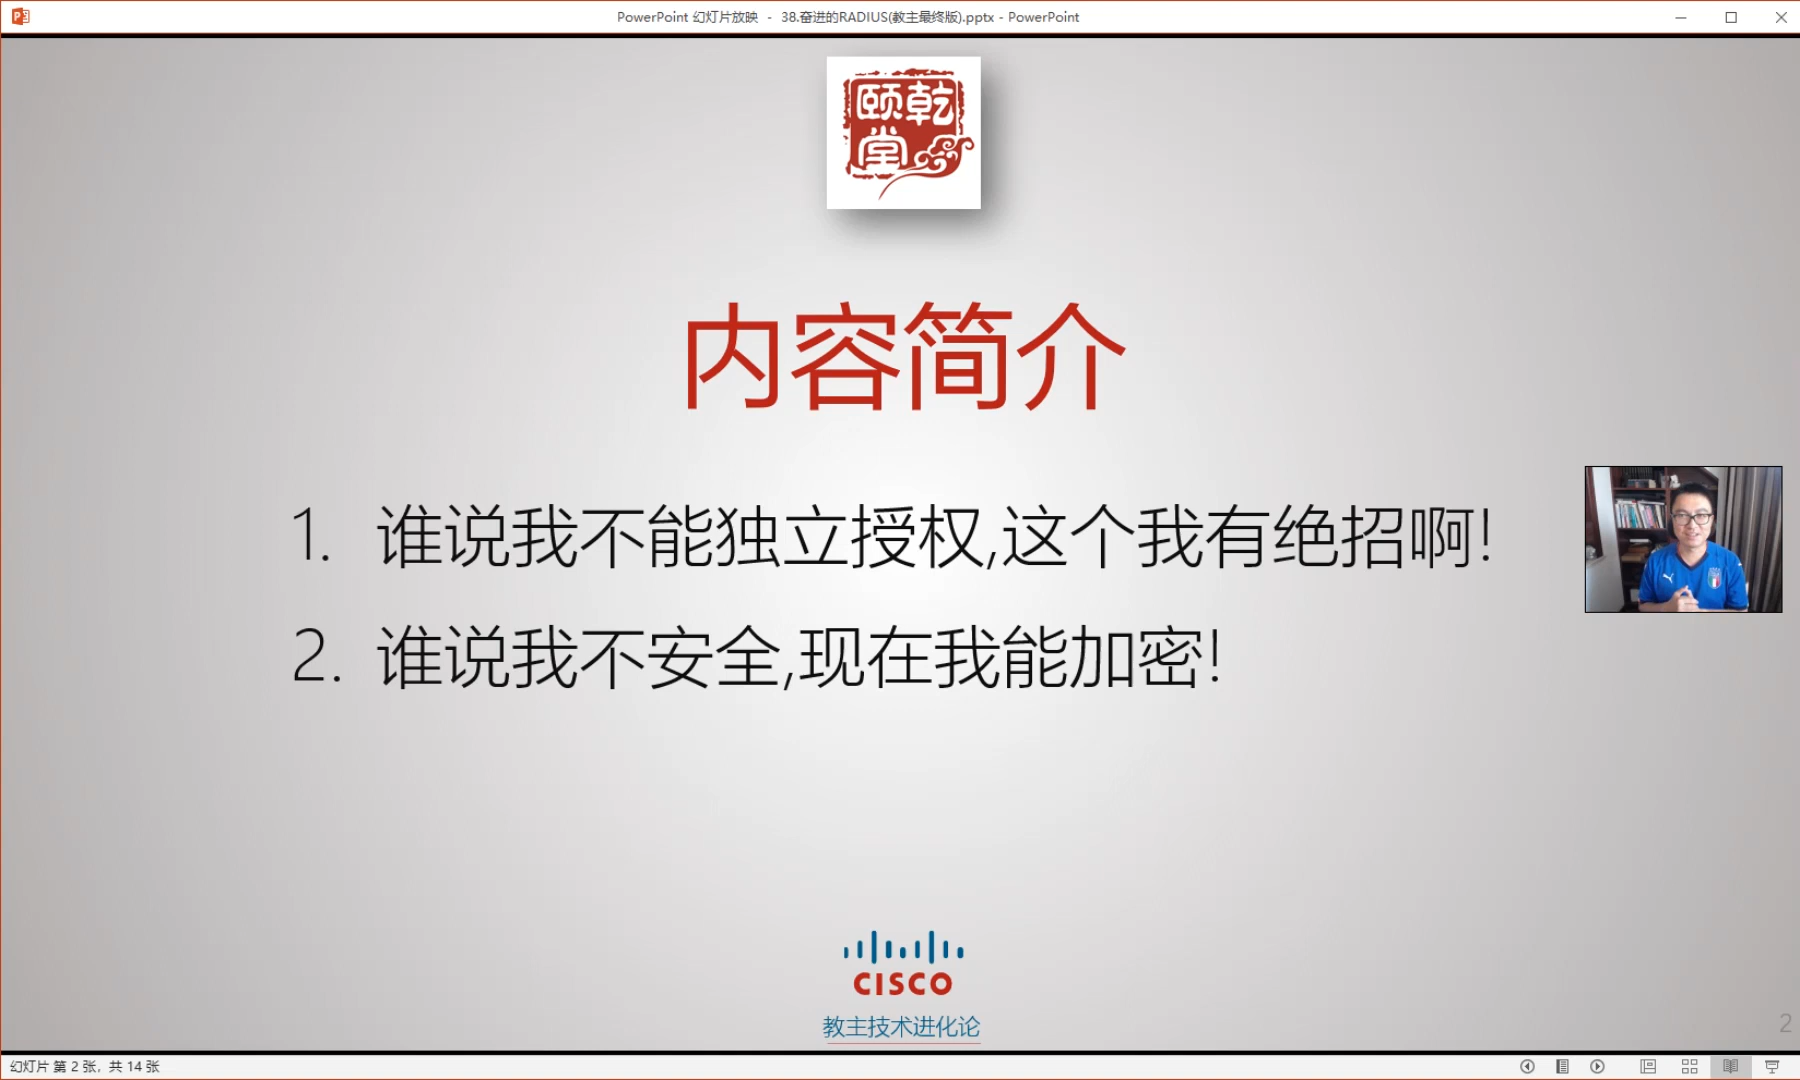 PowerPoint 幻灯片放映 - 38.奋进的RADIUS(教主最终版).pptx - PowerPoint
颐乾
堂
内容简介
1. 谁说我不能独立授权,这个我有绝招啊!
2. 谁说我不安全,现在我能加密!
CISCO
教主技术进化论
2
幻灯片 第 2 张，共 14 张